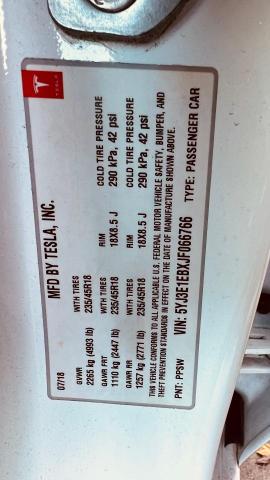 TESLA
MFD BY TESLA, INC.
07/18
GVWR WITH TIRES RIM COLD TIRE PRESSURE
2265 kg (4993 lb) 235/45R18 18X8.5 J 290 kPa, 42 psi
GAWR FRT WITH TIRES RIM COLD TIRE PRESSURE
1110 kg (2447 lb) 235/45R18 18X8.5 J 290 kPa, 42 psi
GAWR RR
1257 kg (2771 lb)
THIS VEHICLE CONFORMS TO ALL APPLICABLE U.S. FEDERAL MOTOR VEHICLE SAFETY, BUMPER, AND
THEFT PREVENTION STANDARDS IN EFFECT ON THE DATE OF MANUFACTURE SHOWN ABOVE.
VIN: 5YJ3E1EBXJF066766
PNT: PPSW TYPE: PASSENGER CAR